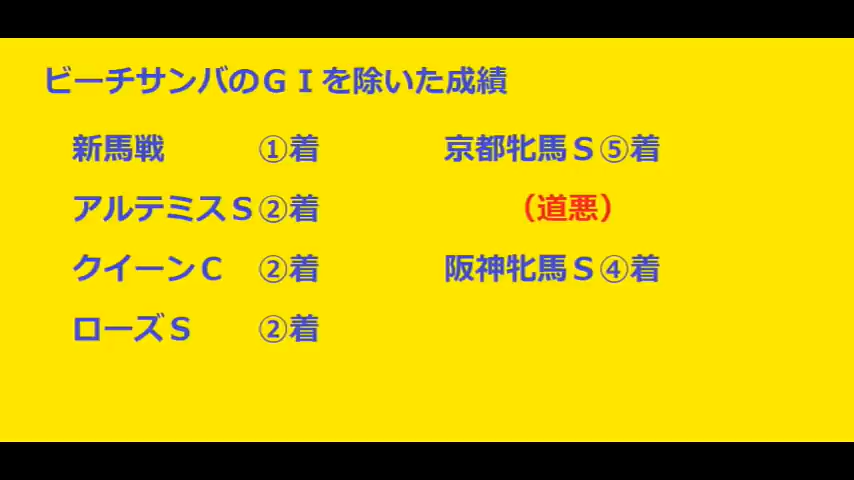 ビーチサンバのＧⅠを除いた成績
新馬戦 ①着
アルテミスＳ②着
クイーンＣ ②着
ローズＳ ②着
京都牝馬Ｓ⑤着
（道悪）
阪神牝馬Ｓ④着